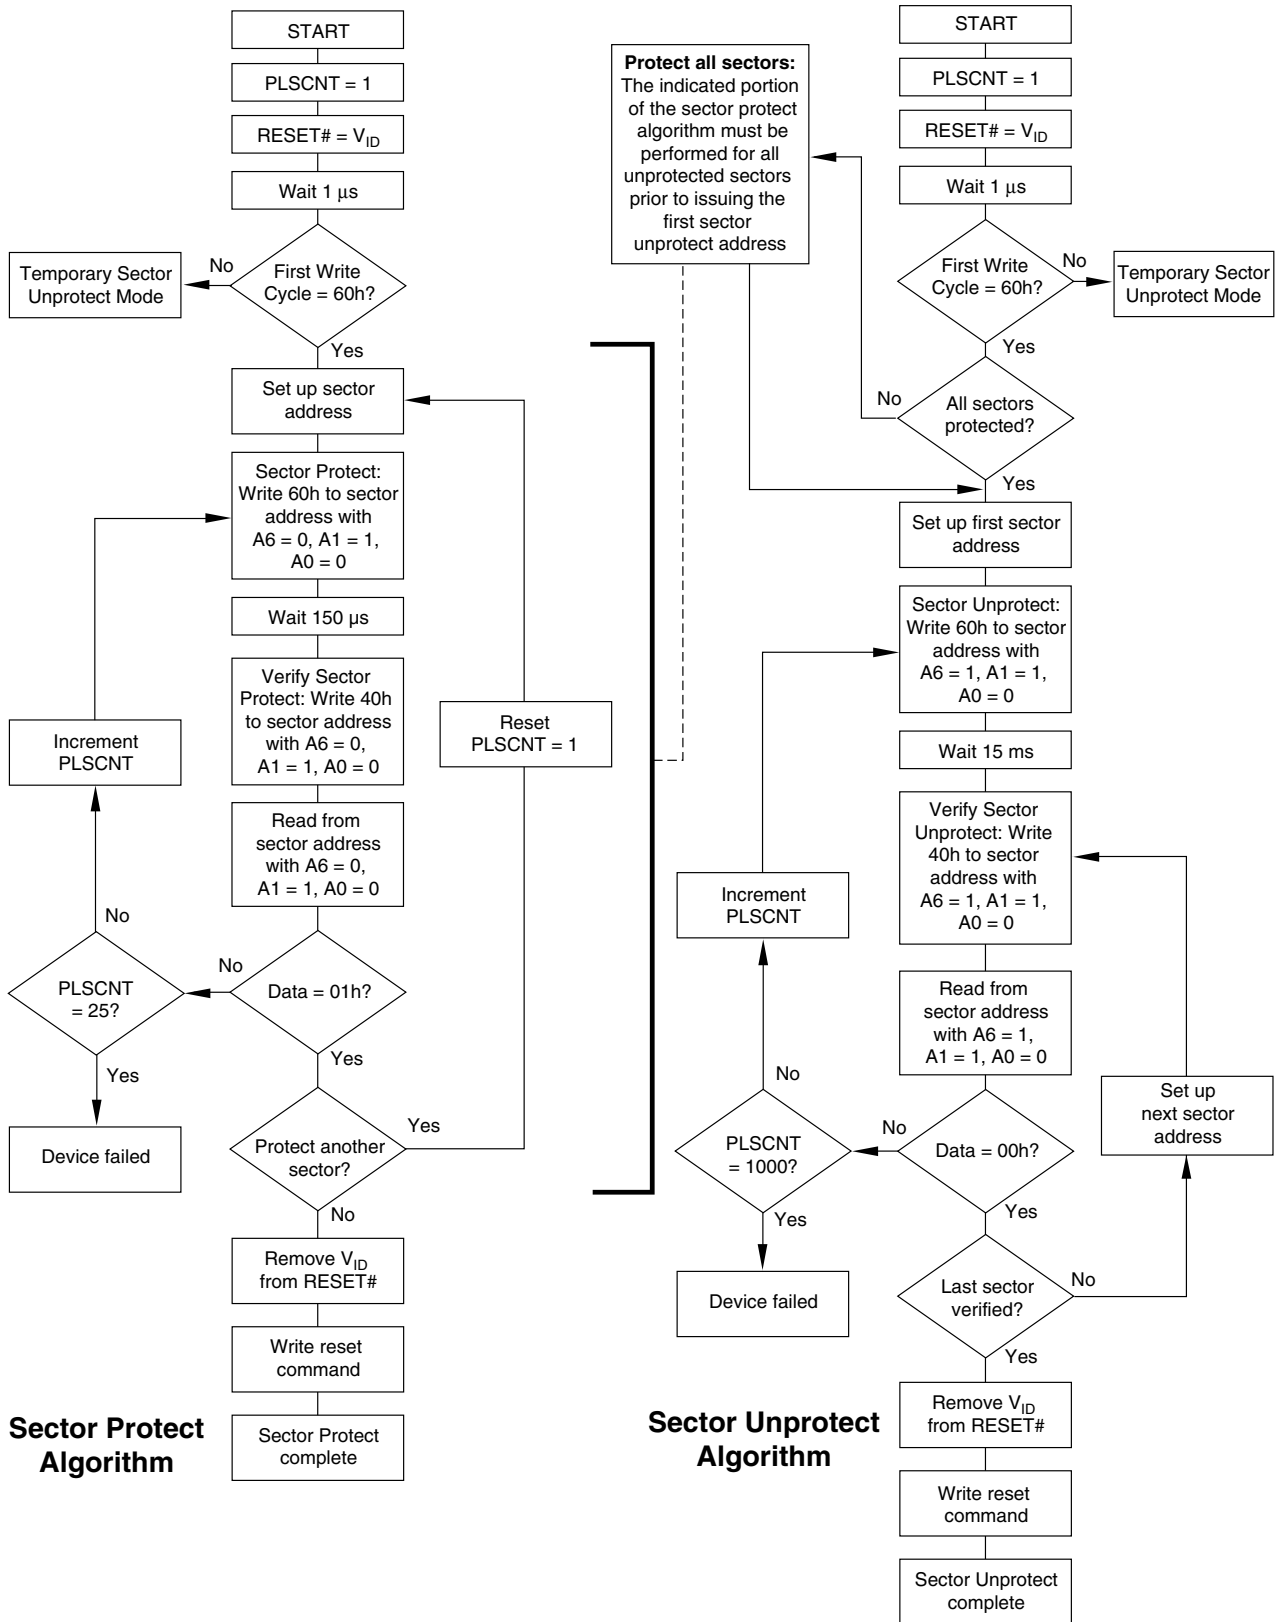 START
PLSCNT = 1
RESET# = VID
Wait 1 μs
First Write
Cycle = 60h?
No
Temporary Sector
Unprotect Mode
Yes
Set up sector
address
Sector Protect:
Write 60h to sector
address with
A6 = 0, A1 = 1,
A0 = 0
Wait 150 μs
Verify Sector
Protect: Write 40h
to sector address
with A6 = 0,
A1 = 1, A0 = 0
Reset
PLSCNT = 1
Increment
PLSCNT
Read from
sector address
with A6 = 0,
A1 = 1, A0 = 0
No
No
PLSCNT
= 25?
Data = 01h?
Yes
Yes
Device failed
Protect another
sector?
Yes
No
Remove VID
from RESET#
Write reset
command
Sector Protect
complete
Sector Protect
Algorithm
Protect all sectors:
The indicated portion
of the sector protect
algorithm must be
performed for all
unprotected sectors
prior to issuing the
first sector
unprotect address
START
PLSCNT = 1
RESET# = VID
Wait 1 μs
First Write
Cycle = 60h?
No
Temporary Sector
Unprotect Mode
Yes
No
All sectors
protected?
Yes
Set up first sector
address
Sector Unprotect:
Write 60h to sector
address with
A6 = 1, A1 = 1,
A0 = 0
Wait 15 ms
Verify Sector
Unprotect: Write
40h to sector
address with
A6 = 1, A1 = 1,
A0 = 0
Increment
PLSCNT
Read from
sector address
with A6 = 1,
A1 = 1, A0 = 0
No
No
PLSCNT
= 1000?
Data = 00h?
Set up
next sector
address
Yes
Yes
Device failed
Last sector
verified?
No
Yes
Remove VID
from RESET#
Write reset
command
Sector Unprotect
complete
Sector Unprotect
Algorithm